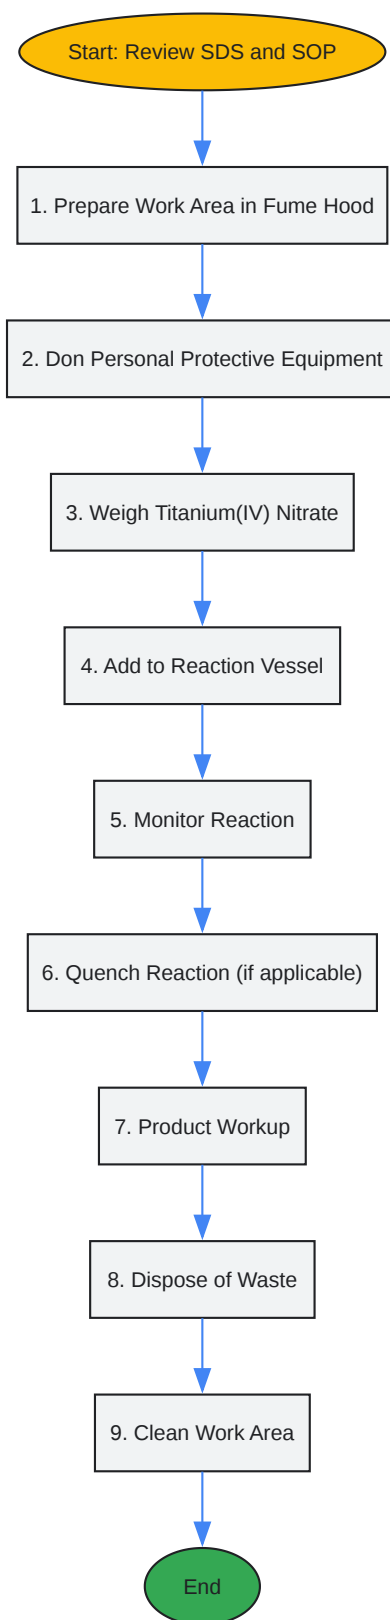 Start: Review SDS and SOP
1. Prepare Work Area in Fume Hood
2. Don Personal Protective Equipment
3. Weigh Titanium(IV) Nitrate
4. Add to Reaction Vessel
5. Monitor Reaction
6. Quench Reaction (if applicable)
7. Product Workup
8. Dispose of Waste
9. Clean Work Area
End